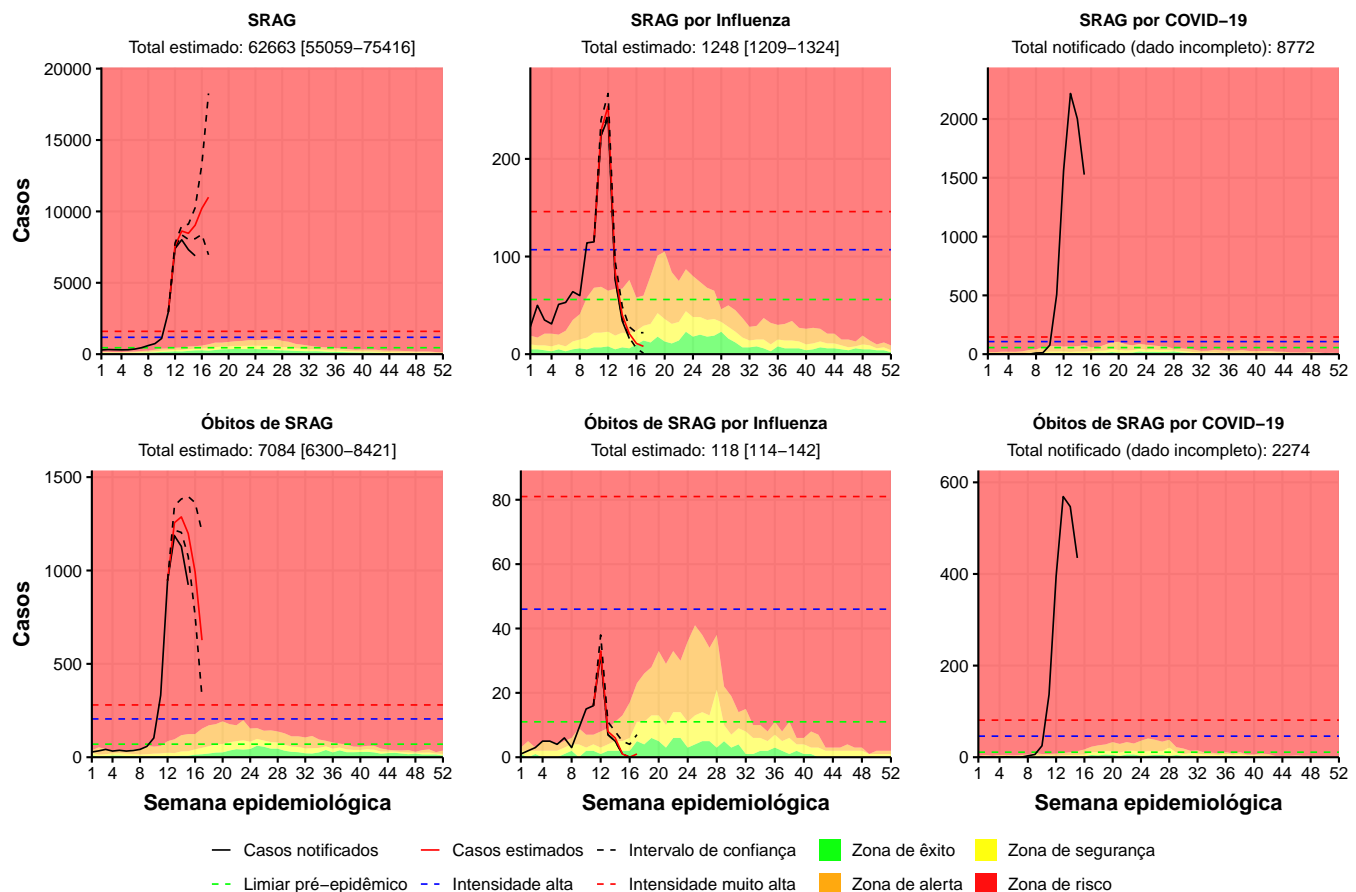 SRAG
Total estimado: 62663 [55059−75416]
Casos
20000
15000
10000
5000
0
1 4 8 12 16 20 24 28 32 36 40 44 48 52
SRAG por Influenza
Total estimado: 1248 [1209−1324]
200
100
0
1 4 8 12 16 20 24 28 32 36 40 44 48 52
SRAG por COVID−19
Total notificado (dado incompleto): 8772
2000
1500
1000
500
0
1 4 8 12 16 20 24 28 32 36 40 44 48 52
Óbitos de SRAG
Total estimado: 7084 [6300−8421]
Casos
1500
1000
500
0
1 4 8 12 16 20 24 28 32 36 40 44 48 52
Semana epidemiológica
Óbitos de SRAG por Influenza
Total estimado: 118 [114−142]
80
60
40
20
0
1 4 8 12 16 20 24 28 32 36 40 44 48 52
Semana epidemiológica
Óbitos de SRAG por COVID−19
Total notificado (dado incompleto): 2274
600
400
200
0
1 4 8 12 16 20 24 28 32 36 40 44 48 52
Semana epidemiológica
Casos notificados Casos estimados Intervalo de confiança Zona de êxito Zona de segurança
Limiar pré−epidêmico Intensidade alta Intensidade muito alta Zona de alerta Zona de risco